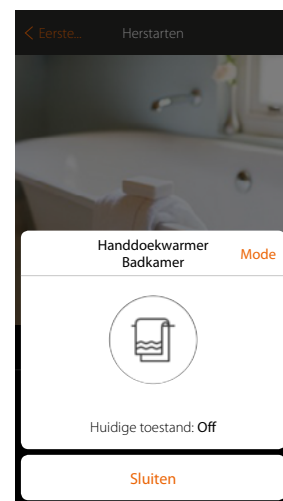 < Eerste... Herstarten
Handdoekwarmer
Badkamer
Mode
Huidige toestand: Off
Sluiten